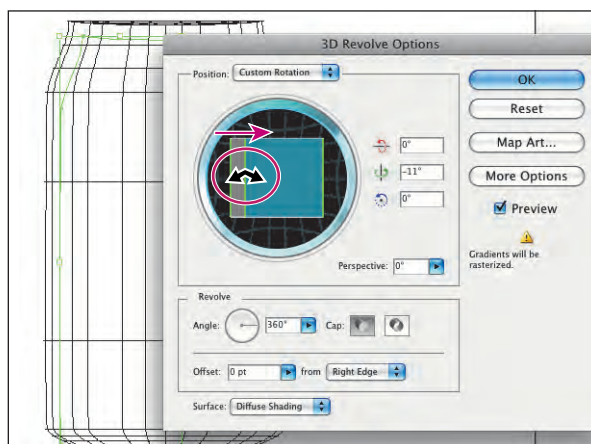 3D Revolve Options
Position: Custom Rotation
OK
Reset
Map Art...
More Options
Preview
Gradients will be
rasterized.
0°
-11°
0°
Perspective: 0°
Revolve
Angle: 360° Cap:
Offset: 0 pt from Right Edge
Surface: Diffuse Shading